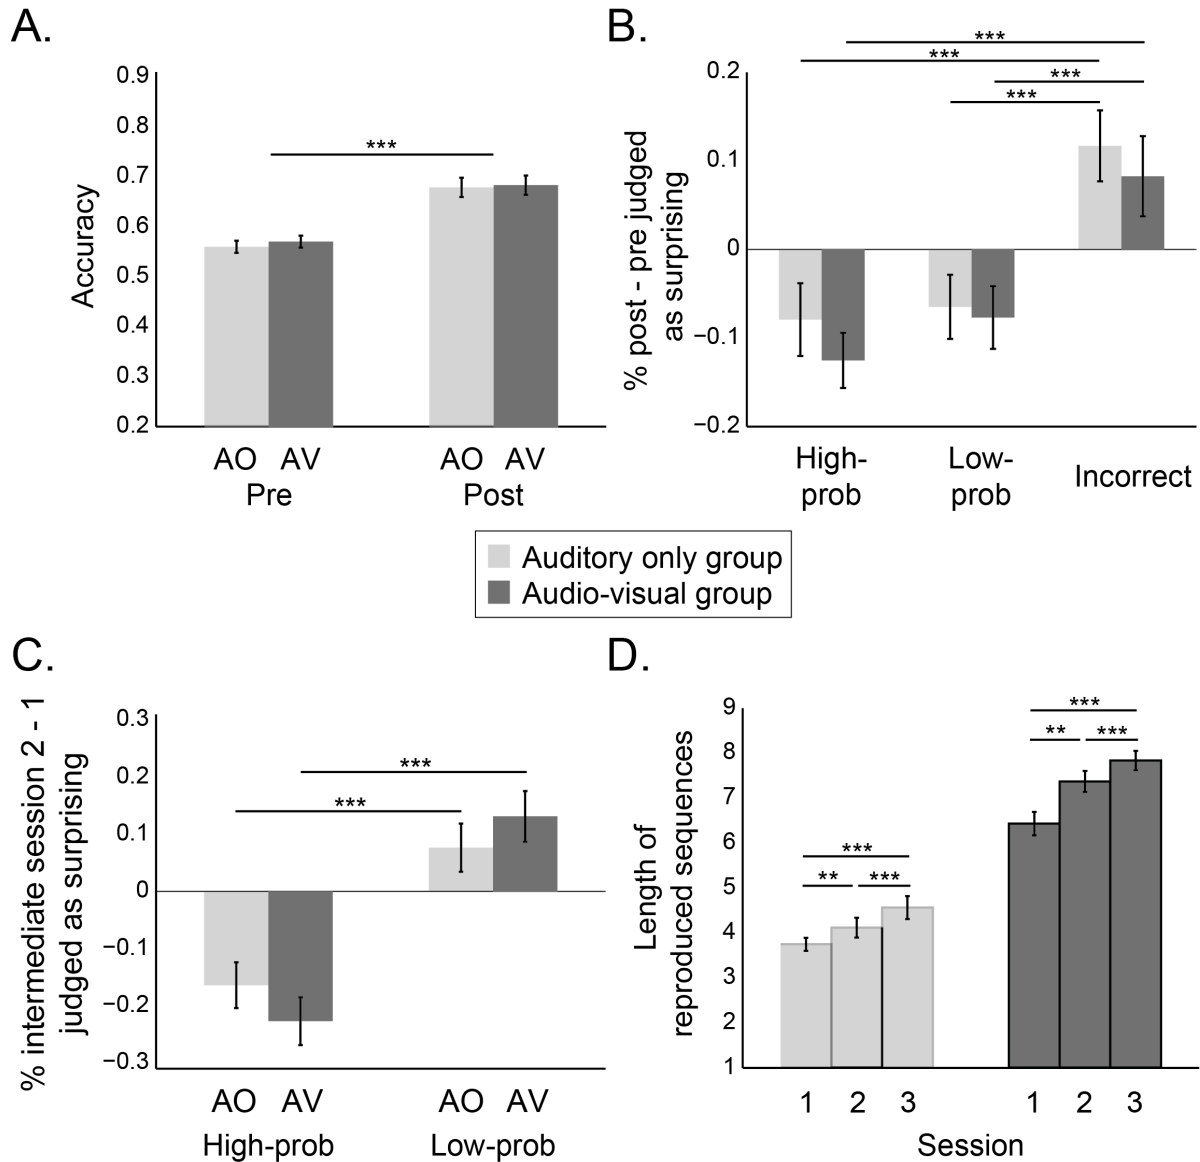 A.
Accuracy
0.9
0.8
0.7
0.6
0.5
0.4
0.3
0.2
***
AO AV AO AV
Pre Post
B.
% post - pre judged
as surprising
0.2
0.1
0
−0.1
−0.2
***
***
***
***
High-
prob
Low-
prob
Incorrect
Auditory only group
Audio-visual group
C.
% intermediate session 2 - 1
judged as surprising
0.3
0.2
0.1
0
−0.1
−0.2
−0.3
***
***
AO AV AO AV
High-prob Low-prob
D.
Length of
reproduced sequences
9
8
7
6
5
4
3
2
1
***
** ***
***
** ***
1 2 3 1 2 3
Session